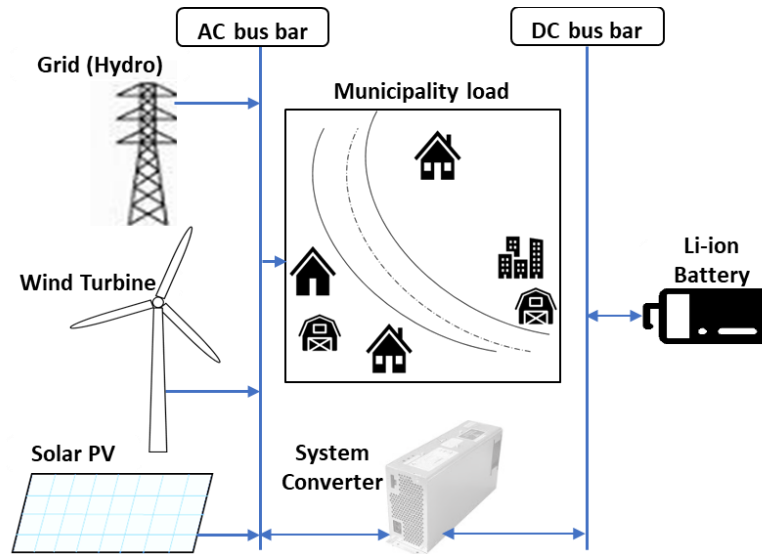 AC bus bar
DC bus bar
Grid (Hydro)
Municipality load
Wind Turbine
Li-ion
Battery
Solar PV
System
Converter